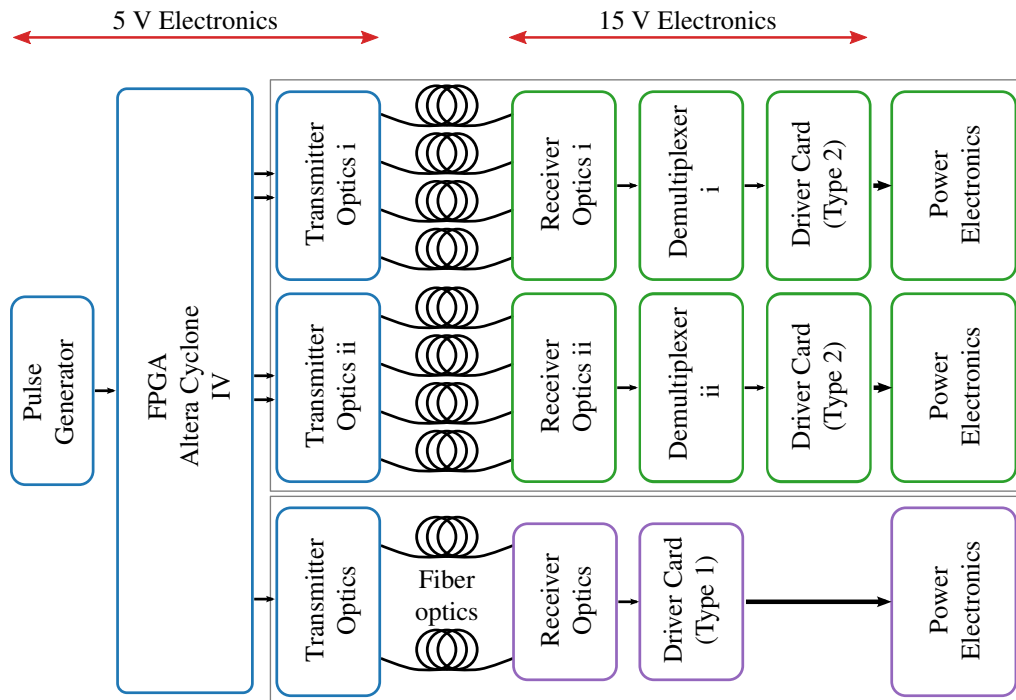 5 V Electronics
15 V Electronics
Pulse
Generator
FPGA
Altera Cyclone
IV
Transmitter
Optics i
Receiver
Optics i
Demultiplexer
i
Driver Card
(Type 2)
Power
Electronics
Transmitter
Optics ii
Receiver
Optics ii
Demultiplexer
iii
Driver Card
(Type 2)
Power
Electronics
Transmitter
Optics
Fiber
optics
Receiver
Optics
Driver Card
(Type 1)
Power
Electronics